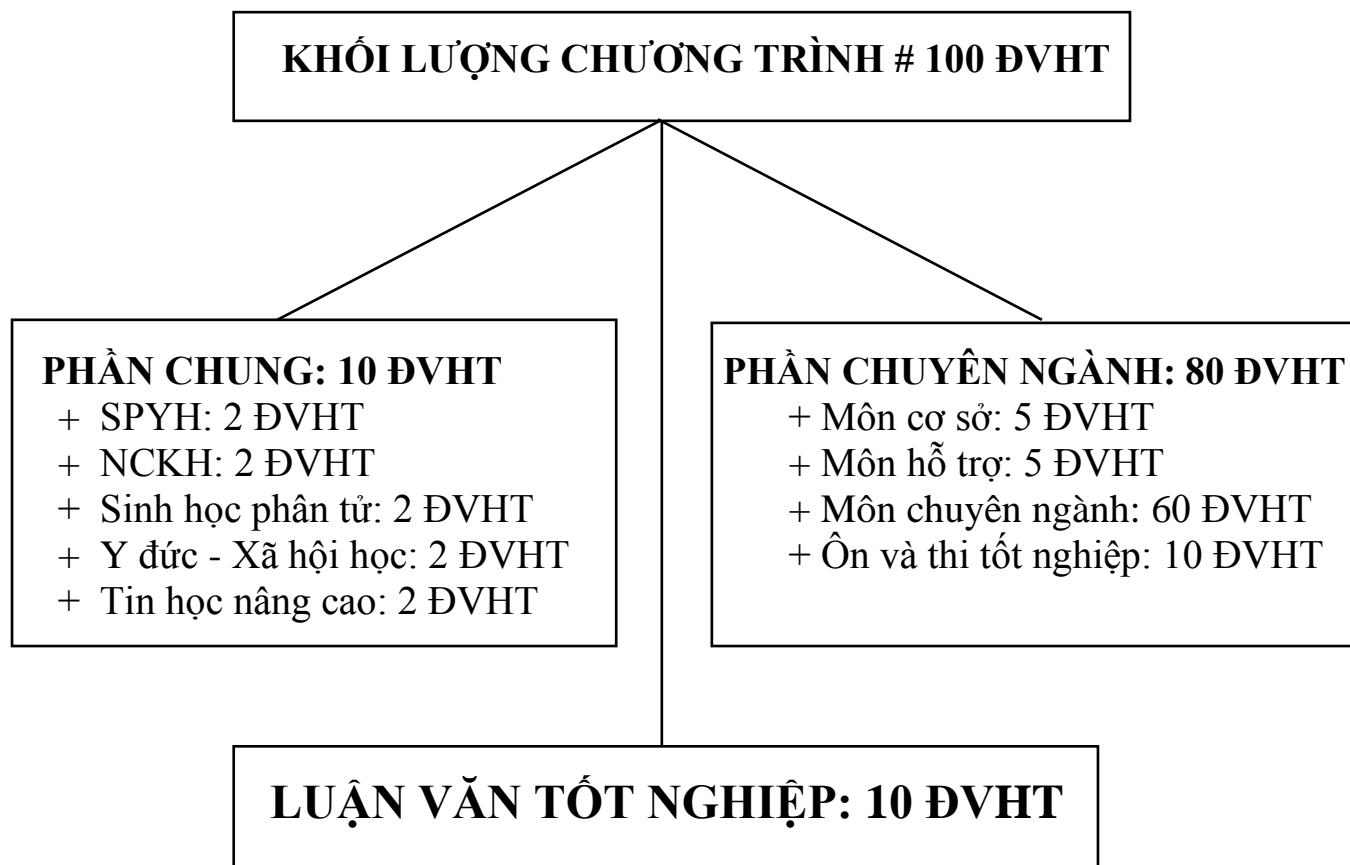 KHỐI LƯỢNG CHƯƠNG TRÌNH # 100 ĐVHT
PHẦN CHUNG: 10 ĐVHT
+ SPYH: 2 ĐVHT
+ NCKH: 2 ĐVHT
+ Sinh học phân tử: 2 ĐVHT
+ Y đức - Xã hội học: 2 ĐVHT
+ Tin học nâng cao: 2 ĐVHT
PHẦN CHUYÊN NGÀNH: 80 ĐVHT
+ Môn cơ sở: 5 ĐVHT
+ Môn hỗ trợ: 5 ĐVHT
+ Môn chuyên ngành: 60 ĐVHT
+ Ôn và thi tốt nghiệp: 10 ĐVHT
LUẬN VĂN TỐT NGHIỆP: 10 ĐVHT